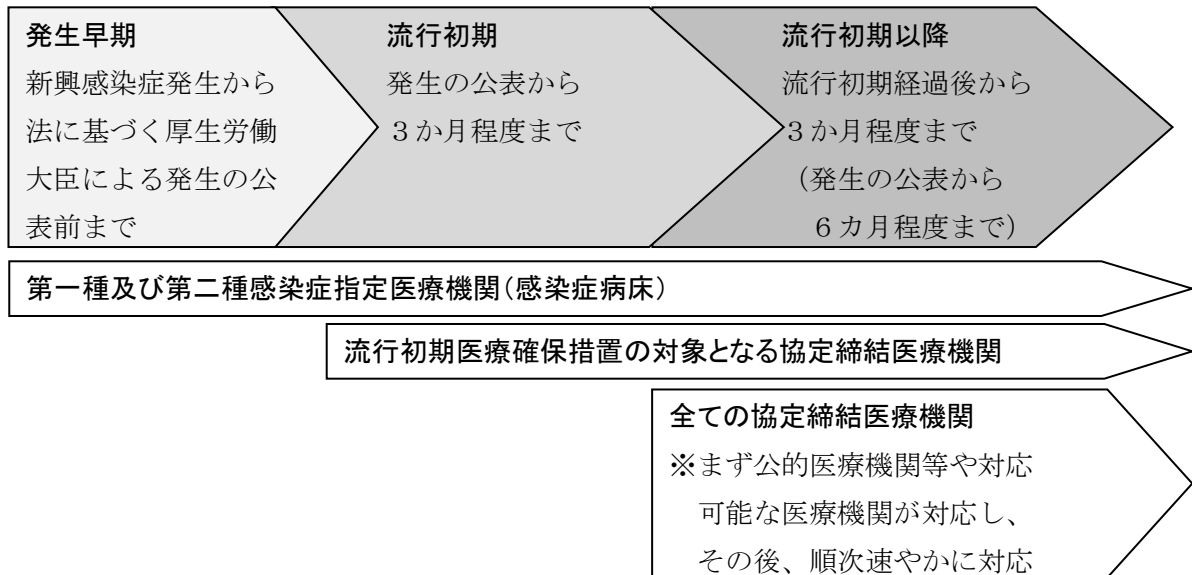 発生早期
新興感染症発生から
法に基づく厚生労働
大臣による発生の公
表前まで
流行初期
発生の公表から
３か月程度まで
流行初期以降
流行初期経過後から
３か月程度まで
（発生の公表から
６カ月程度まで）
第一種及び第二種感染症指定医療機関（感染症病床）
流行初期医療確保措置の対象となる協定締結医療機関
全ての協定締結医療機関
※まず公的医療機関等や対応
可能な医療機関が対応し、
その後、順次速やかに対応